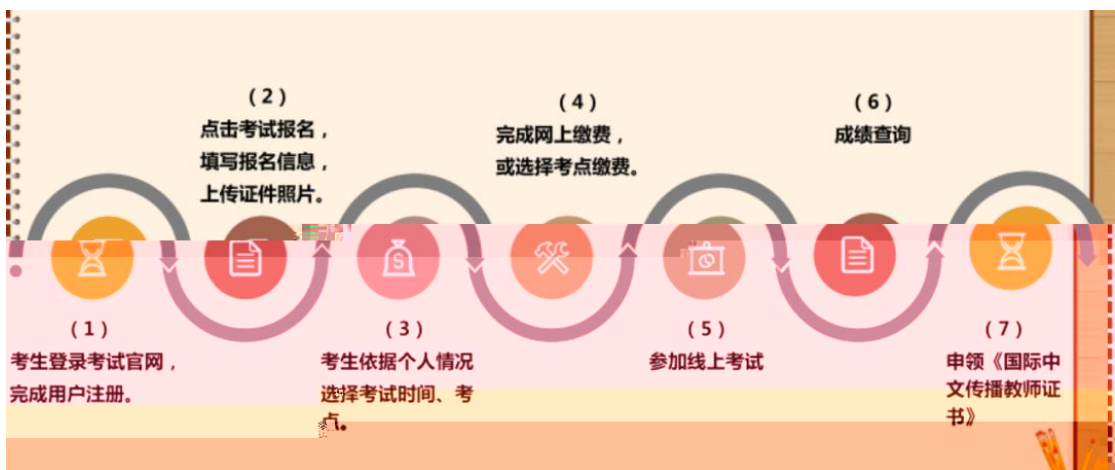 （1）
考生登录考试官网，
完成用户注册。
（2）
点击考试报名，
填写报名信息，
上传证件照片。
（3）
考生依据个人情况
选择考试时间、考
点。
（4）
完成网上缴费，
或选择考点缴费。
（5）
参加线上考试
（6）
成绩查询
（7）
申领《国际中
文传播教师证
书》